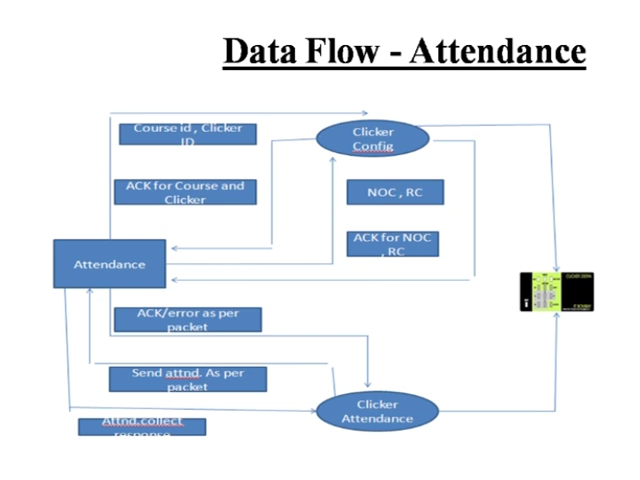 Data Flow - Attendance
Course id , Clicker
ID
Clicker
Config
ACK for Course and
Clicker
NOC , RC
ACK for NOC
, RC
Attendance
ACK/error as per
packet
Send attnd. As per
packet
Clicker
Attendance
Attnd.collect
response